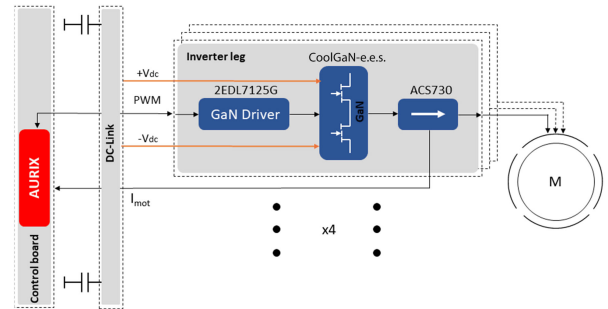 CoolGaN-e.e.s.
Inverter leg
+Vdc
2EDL7125G
ACS730
PWM
GaN Driver
GaN
DC-Link
-Vdc
AURIX
Imot
M
x4
Control board